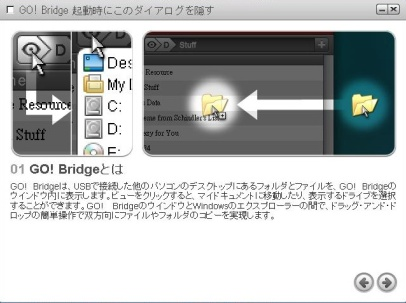 GO! Bridge 起動時にこのダイアログを隠す
D
Stuff
D
Des
My D
C:
D:
E:
e Resource
Stuff
Resource
Stuff
Data
eme from Schindler's Lis
xy for You
d4
01 GO! Bridgeとは
GO! Bridgeは、USBで接続した他のパソコンのデスクトップにあるフォルダとファイルを、GO! Bridgeの
ウインドウ内に表示します。ビューをクリックすると、マイドキュメントに移動したり、表示するドライブを選択
することができます。GO! BridgeのウインドウとWindowsのエクスプローラーの間で、ドラッグ・アンド・ド
ロップの簡単操作で双方向にファイルやフォルダのコピーを実現します。